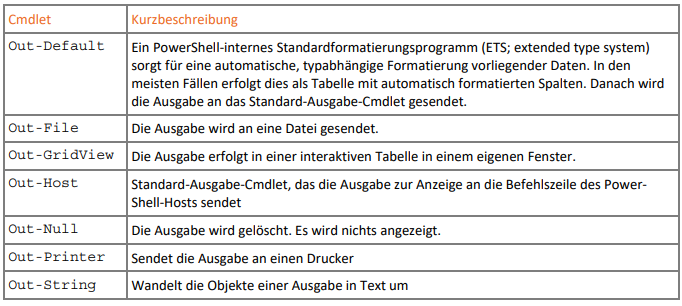 Cmdlet Kurzbeschreibung
Out-Default Ein PowerShell-internes Standardformatierungsprogramm (ETS; extended type system)
sorgt für eine automatische, typabhängige Formatierung vorliegender Daten. In den
meisten Fällen erfolgt dies als Tabelle mit automatisch formatierten Spalten. Danach wird
die Ausgabe an das Standard-Ausgabe-Cmdlet gesendet.
Out-File Die Ausgabe wird an eine Datei gesendet.
Out-GridView Die Ausgabe erfolgt in einer interaktiven Tabelle in einem eigenen Fenster.
Out-Host Standard-Ausgabe-Cmdlet, das die Ausgabe zur Anzeige an die Befehlszeile des Power-
Shell-Hosts sendet
Out-Null Die Ausgabe wird gelöscht. Es wird nichts angezeigt.
Out-Printer Sendet die Ausgabe an einen Drucker
Out-String Wandelt die Objekte einer Ausgabe in Text um